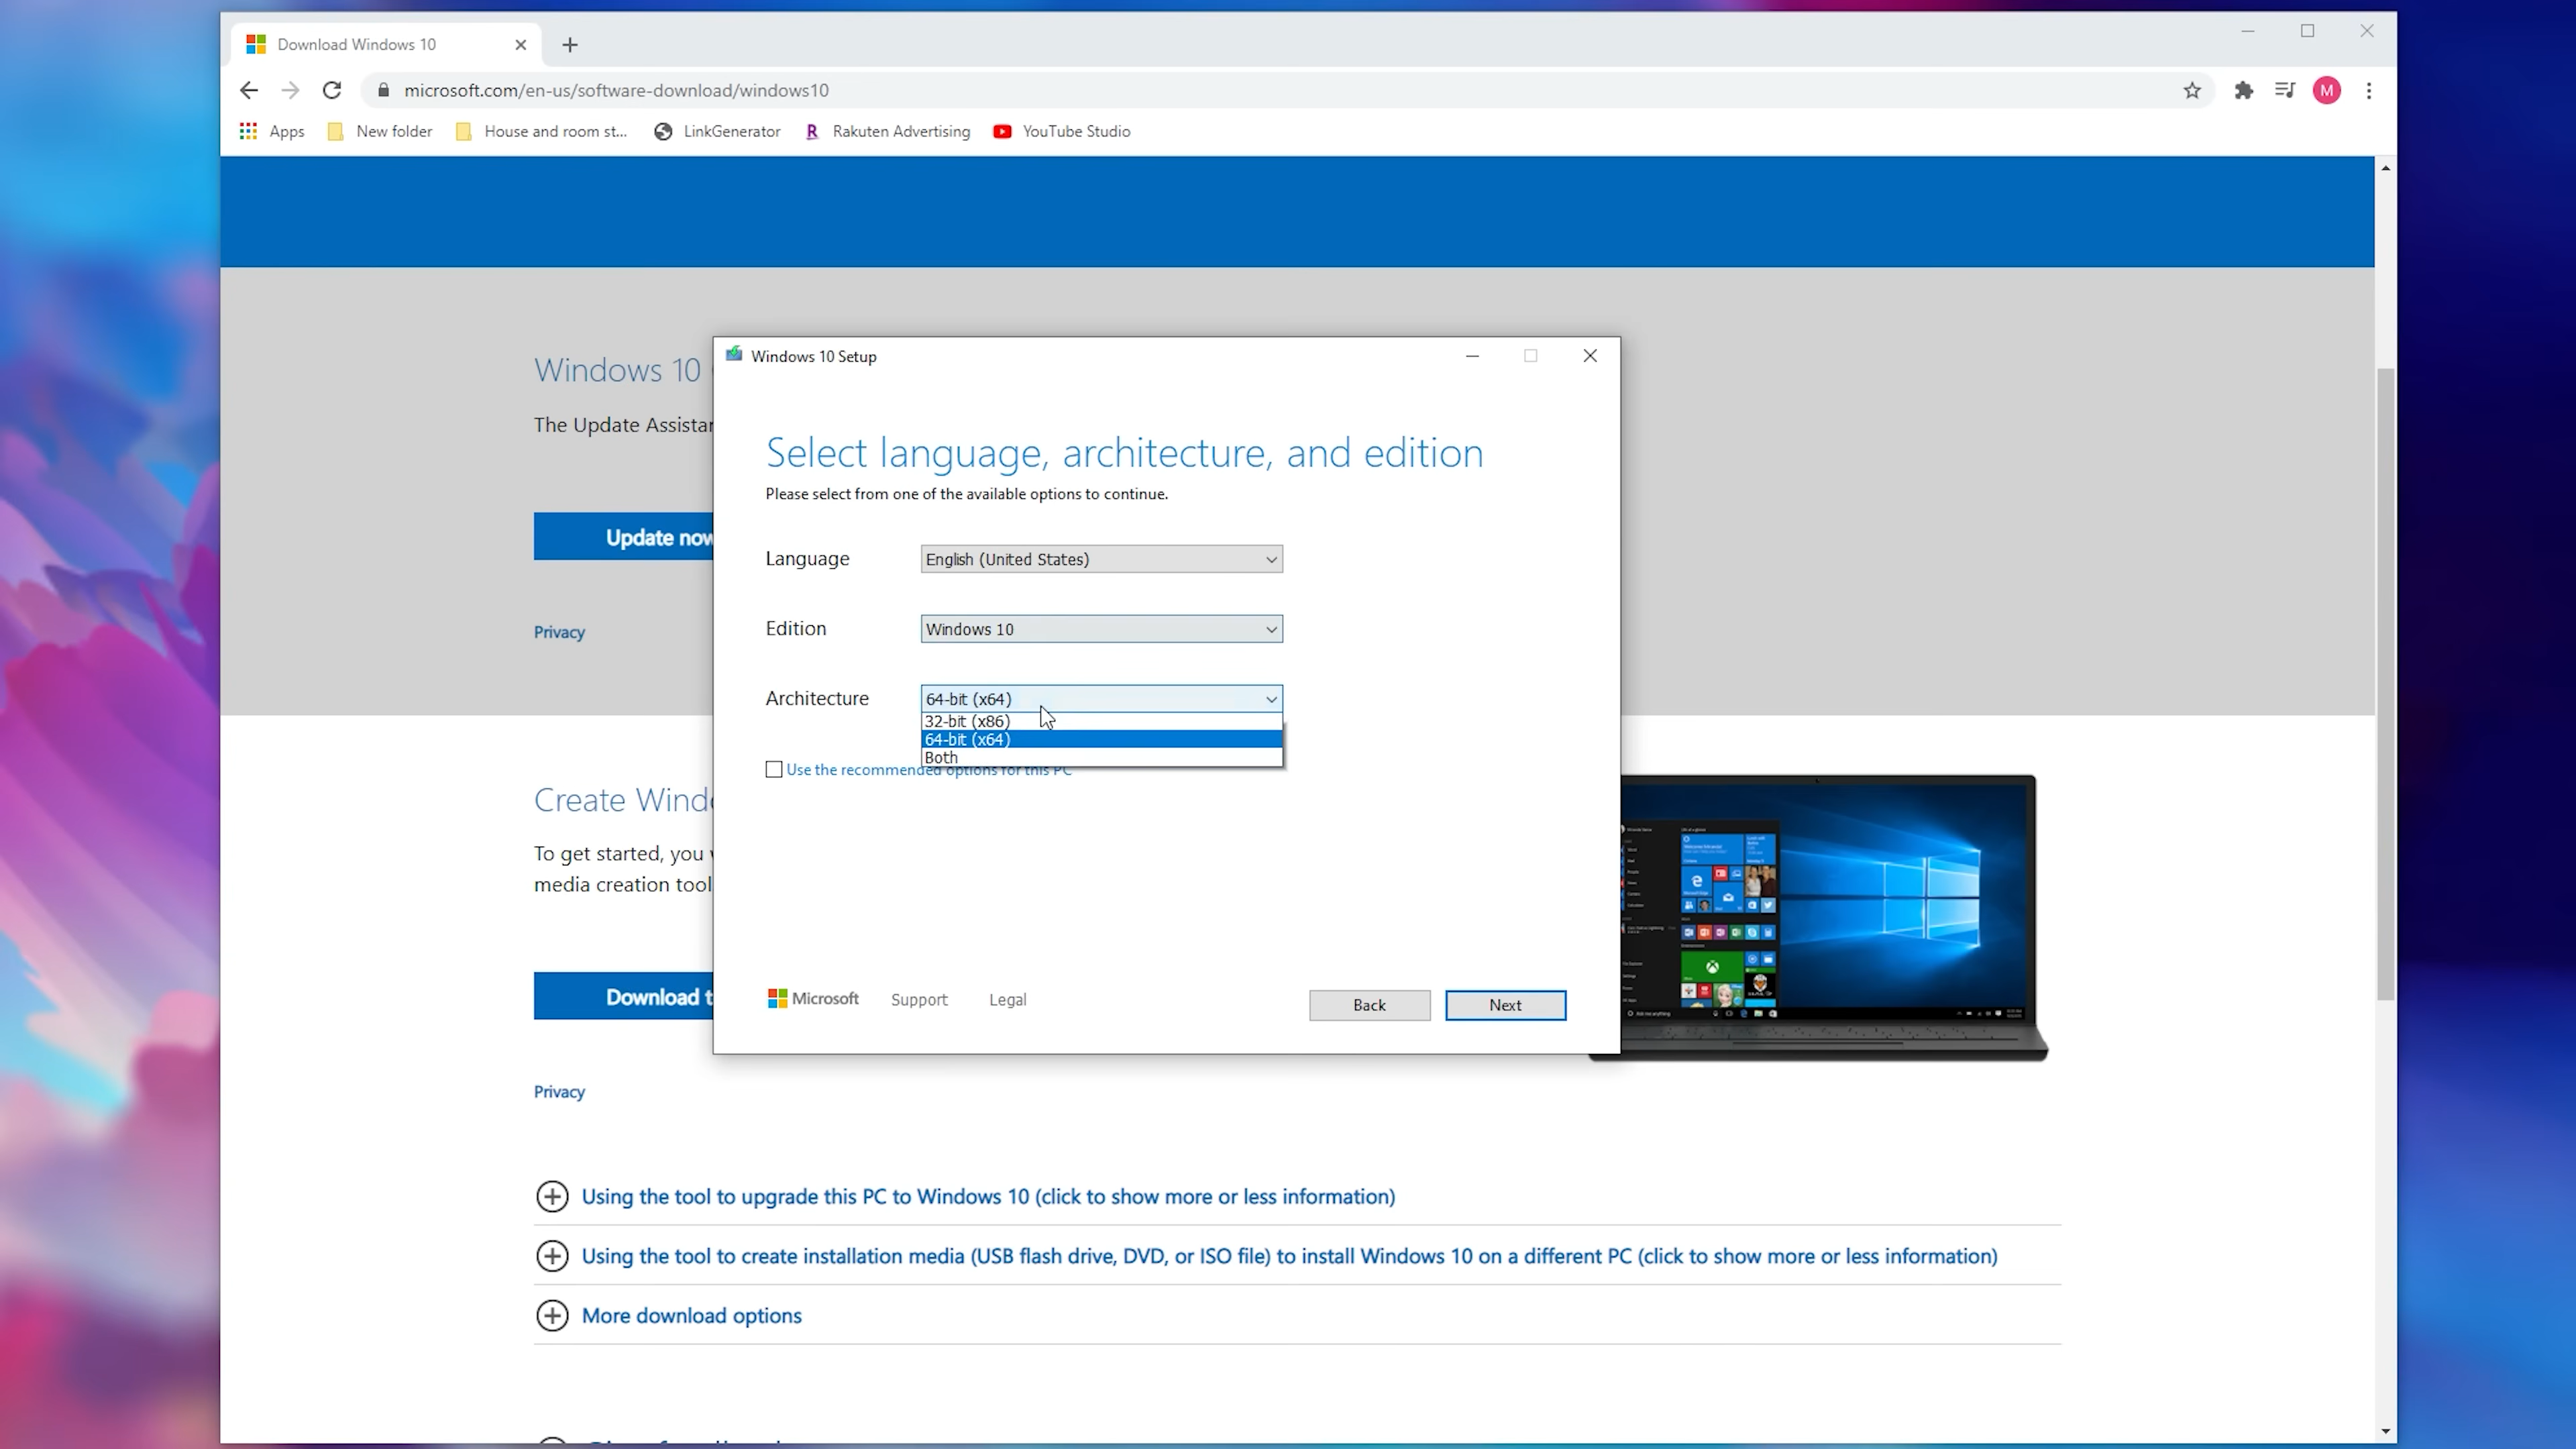 Download Windows 10
microsoft.com/en-us/software-download/windows10
M
Apps
New folder
House and room st...
LinkGenerator
Rakuten Advertising
YouTube Studio
Windows 10
The Update Assistan
Update now
Privacy
Windows 10 Setup
Select language, architecture, and edition
Please select from one of the available options to continue.
Language
English (United States)
Edition
Windows 10
Architecture
64-bit (x64)
32-bit (x86)
64-bit (x64)
Both
Use the recommended options for this PC
Microsoft
Support
Legal
Back
Next
Create Windo
To get started, you
media creation tool
Download t
Privacy
Using the tool to upgrade this PC to Windows 10 (click to show more or less information)
Using the tool to create installation media (USB flash drive, DVD, or ISO file) to install Windows 10 on a different PC (click to show more or less information)
More download options